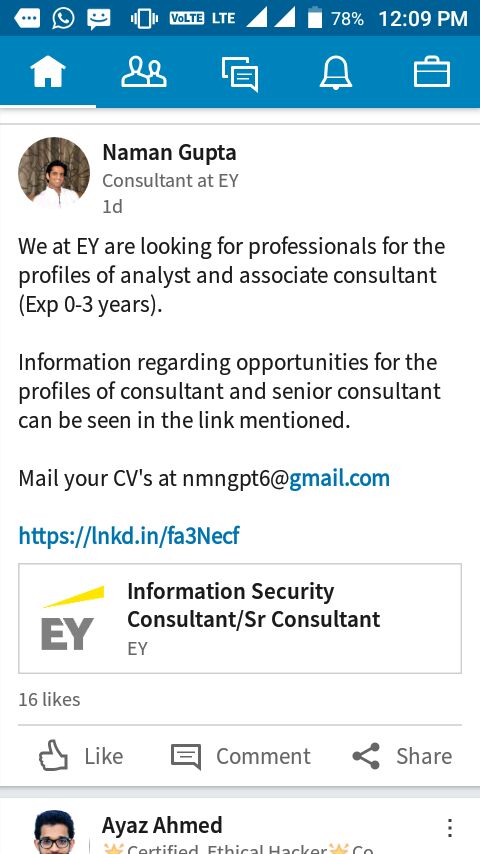 VoLTE LTE 78% 12:09 PM
Naman Gupta
Consultant at EY
1d
We at EY are looking for professionals for the
profiles of analyst and associate consultant
(Exp 0-3 years).
Information regarding opportunities for the
profiles of consultant and senior consultant
can be seen in the link mentioned.
Mail your CV's at nmngpt6@gmail.com
https://lnkd.in/fa3Necf
EY
Information Security
Consultant/Sr Consultant
EY
16 likes
Like Comment Share
Ayaz Ahmed
🌟Certified Ethical Hacker🌟Co